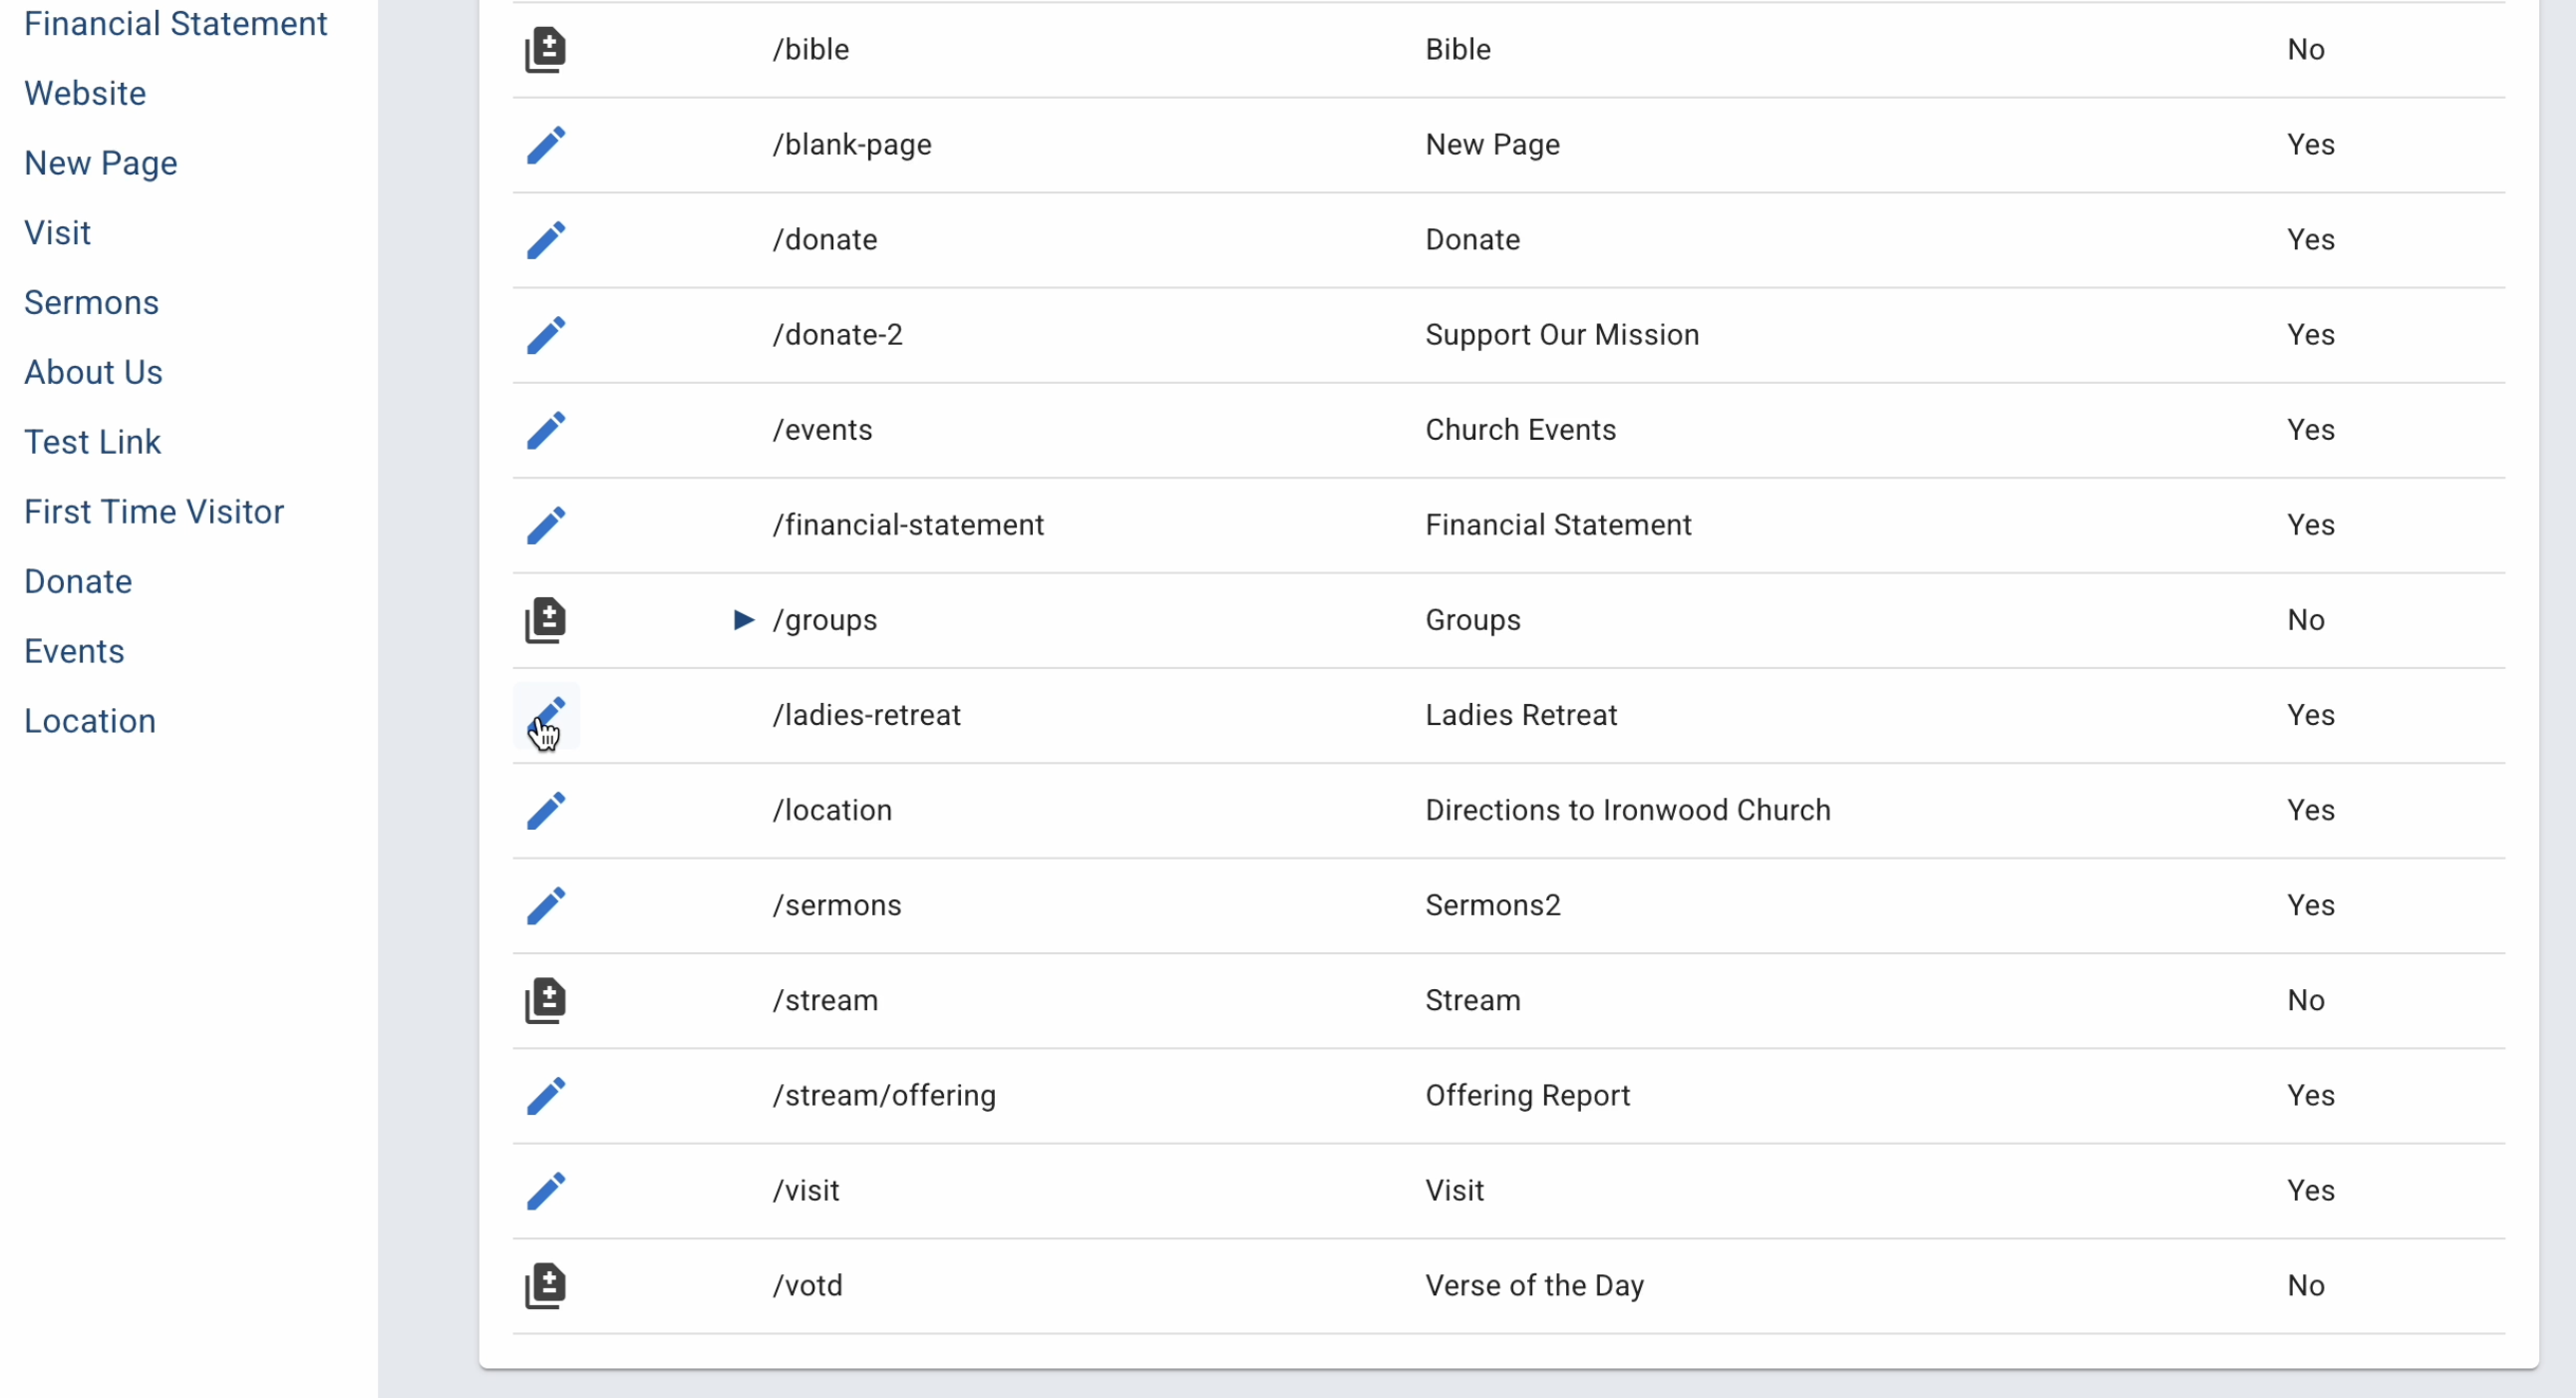 Financial Statement
Website
New Page
Visit
Sermons
About Us
Test Link
First Time Visitor
Donate
Events
Location
/bible Bible No
/blank-page New Page Yes
/donate Donate Yes
/donate-2 Support Our Mission Yes
/events Church Events Yes
/financial-statement Financial Statement Yes
/groups Groups No
/ladies-retreat Ladies Retreat Yes
/location Directions to Ironwood Church Yes
/sermons Sermons2 Yes
/stream Stream No
/stream/offering Offering Report Yes
/visit Visit Yes
/votd Verse of the Day No